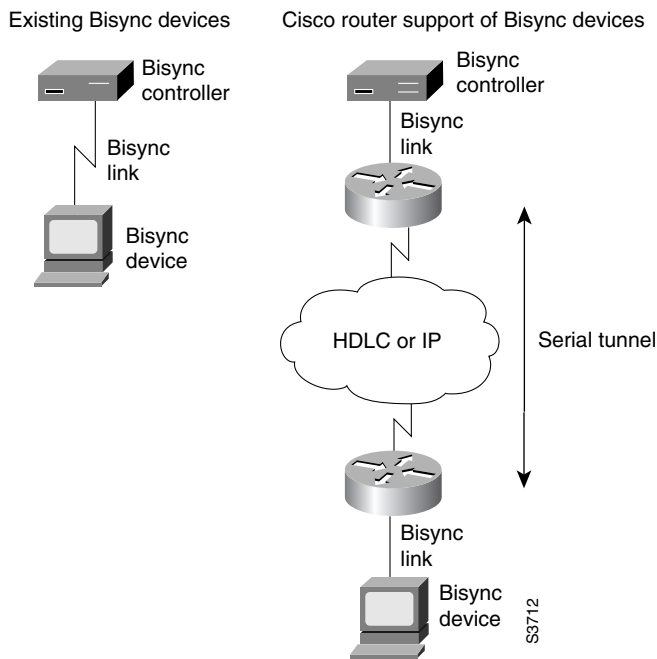 Existing Bisync devices
Bisync
controller
Bisync
link
Bisync
device
Cisco router support of Bisync devices
Bisync
controller
Bisync
link
HDLC or IP
Serial tunnel
Bisync
link
Bisync
device
S3712